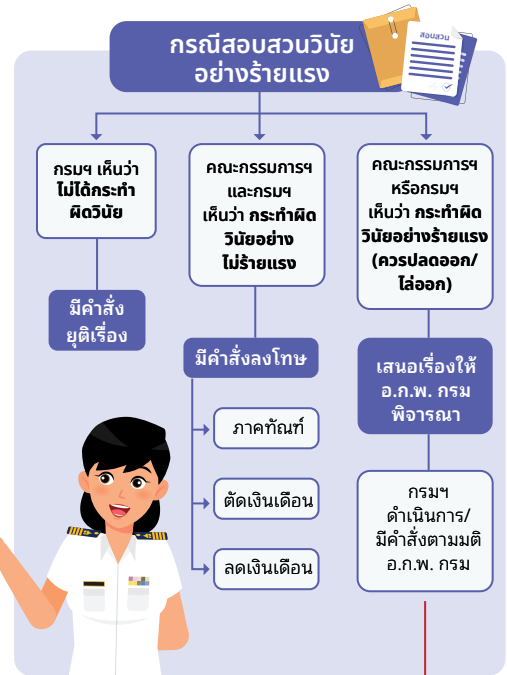 กรณีสอบสวนวินัย
อย่างร้ายแรง
สอบสวน
กรมฯ เห็นว่า
ไม่ได้กระทำ
ผิดวินัย
มีคำสั่ง
ยุติเรื่อง
คณะกรรมการฯ
และกรมฯ
เห็นว่า กระทำผิด
วินัยอย่าง
ไม่ร้ายแรง
มีคำสั่งลงโทษ
ภาคทัณฑ์
ตัดเงินเดือน
ลดเงินเดือน
คณะกรรมการฯ
หรือกรมฯ
เห็นว่า กระทำผิด
วินัยอย่างร้ายแรง
(ควรปลดออก/
ไล่ออก)
เสนอเรื่องให้
อ.ก.พ. กรม
พิจารณา
กรมฯ
ดำเนินการ/
มีคำสั่งตามมติ
อ.ก.พ. กรม